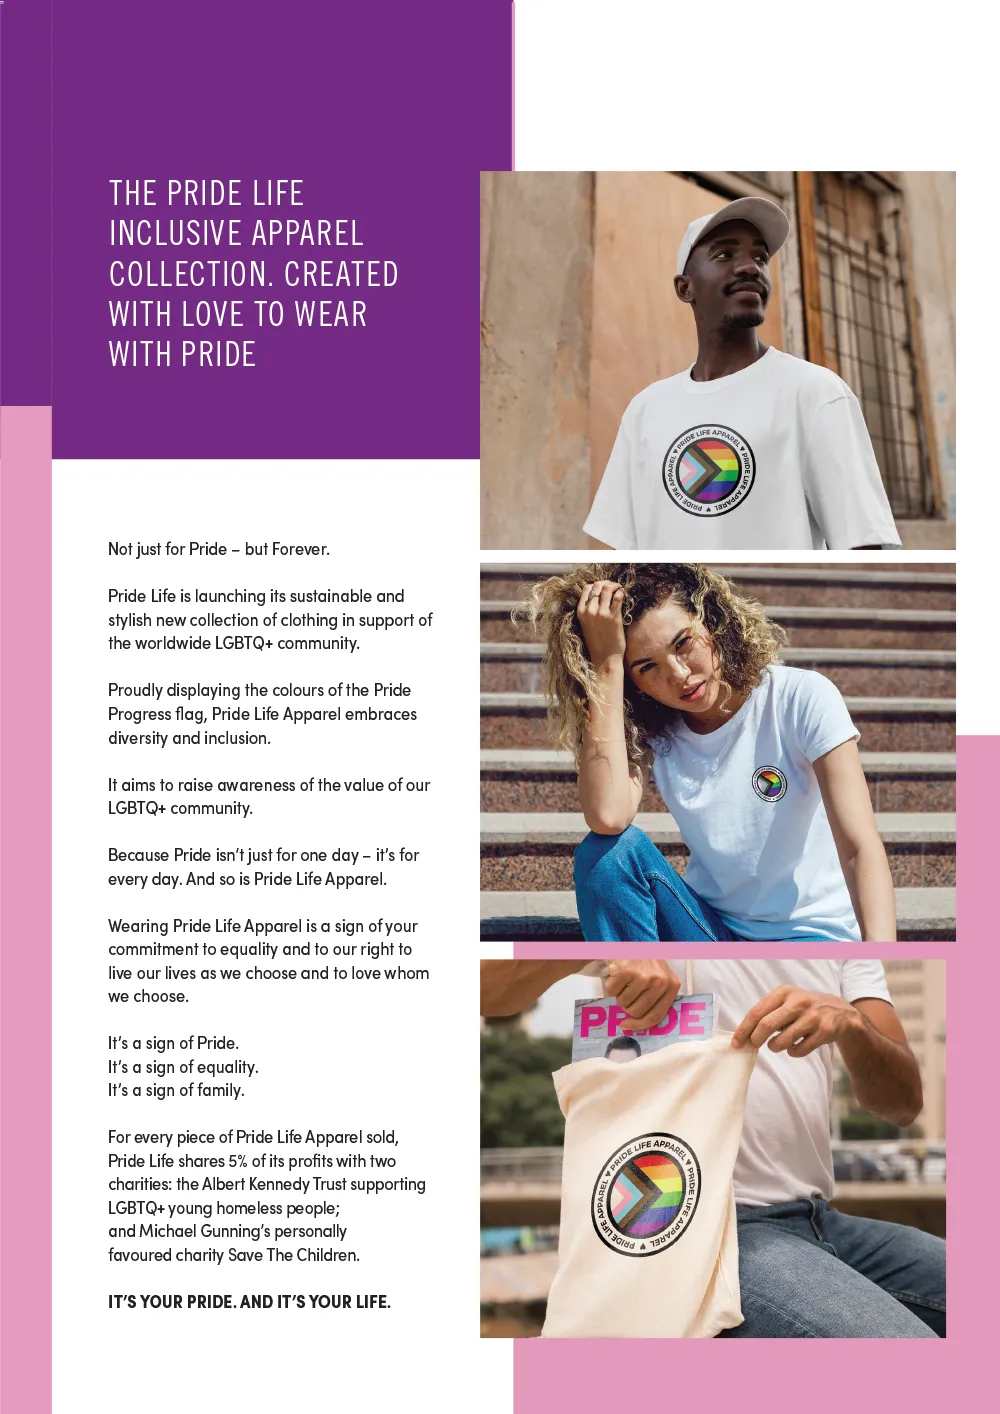 THE PRIDE LIFE
INCLUSIVE APPAREL
COLLECTION. CREATED
WITH LOVE TO WEAR
WITH PRIDE
Not just for Pride – but Forever.
Pride Life is launching its sustainable and
stylish new collection of clothing in support of
the worldwide LGBTQ+ community.
Proudly displaying the colours of the Pride
Progress flag, Pride Life Apparel embraces
diversity and inclusion.
It aims to raise awareness of the value of our
LGBTQ+ community.
Because Pride isn’t just for one day – it’s for
every day. And so is Pride Life Apparel.
Wearing Pride Life Apparel is a sign of your
commitment to equality and to our right to
live our lives as we choose and to love whom
we choose.
It’s a sign of Pride.
It’s a sign of equality.
It’s a sign of family.
For every piece of Pride Life Apparel sold,
Pride Life shares 5% of its profits with two
charities: the Albert Kennedy Trust supporting
LGBTQ+ young homeless people;
and Michael Gunning’s personally
favoured charity Save The Children.
IT’S YOUR PRIDE. AND IT’S YOUR LIFE.
PRIDE LIFE APPAREL ♥ PRIDE LIFE APPAREL ♥ PRIDE LIFE APPAREL ♥
PRIDE
PRIDE LIFE APPAREL ♥ PRIDE LIFE APPAREL ♥ PRIDE LIFE APPAREL ♥